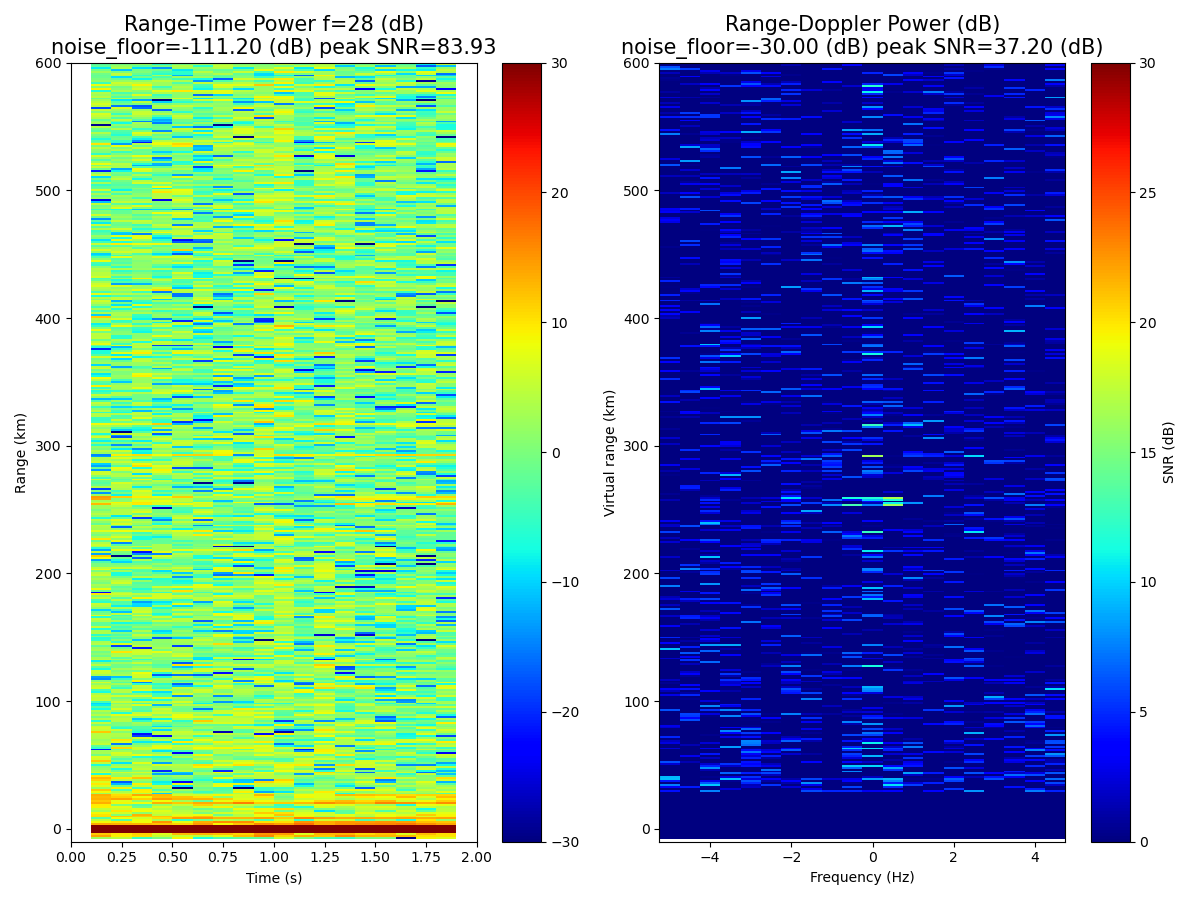 Range-Time Power f=28 (dB)
noise_floor=-111.20 (dB) peak SNR=83.93
Range-Doppler Power (dB)
noise_floor=-30.00 (dB) peak SNR=37.20 (dB)
600
500
400
300
200
100
0
Range (km)
0.00 0.25 0.50 0.75 1.00 1.25 1.50 1.75 2.00
Time (s)
30
20
10
0
−10
−20
−30
600
500
400
300
200
100
0
Virtual range (km)
−4 −2 0 2 4
Frequency (Hz)
30
25
20
15
10
5
0
SNR (dB)